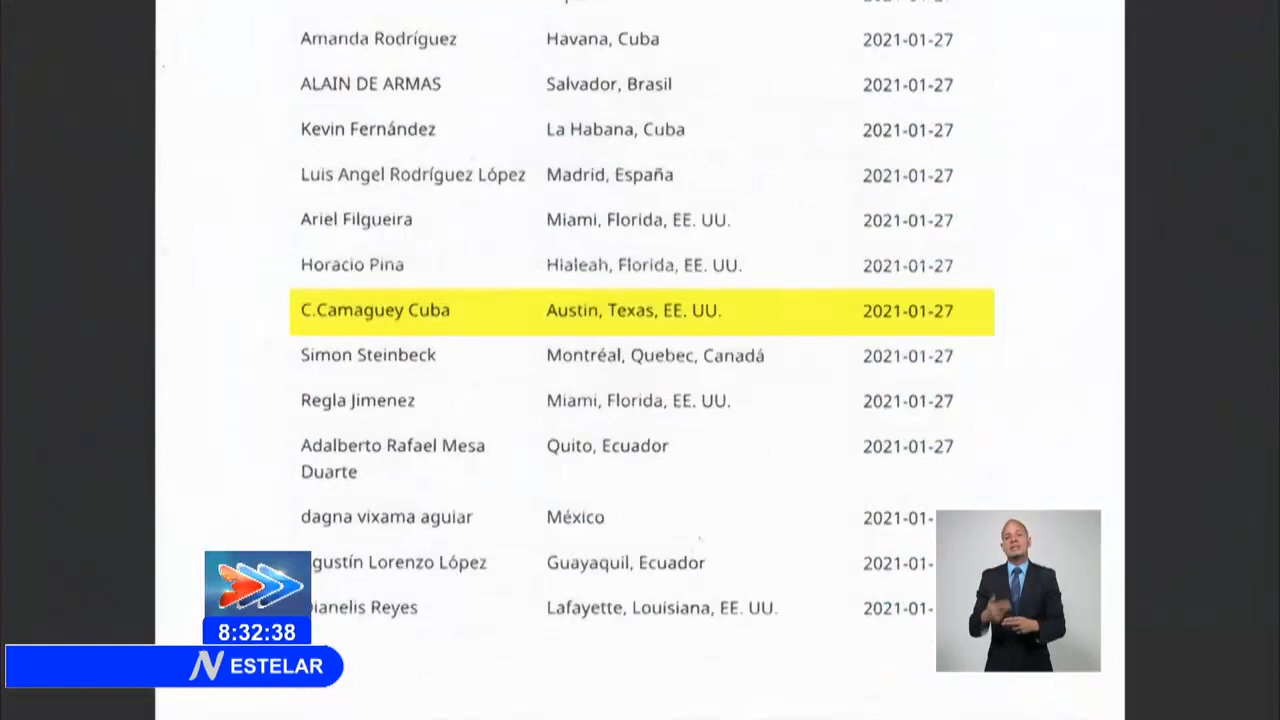 Amanda Rodríguez Havana, Cuba 2021-01-27
ALAIN DE ARMAS Salvador, Brasil 2021-01-27
Kevin Fernández La Habana, Cuba 2021-01-27
Luis Angel Rodríguez López Madrid, España 2021-01-27
Ariel Filgueira Miami, Florida, EE. UU. 2021-01-27
Horacio Pina Hialeah, Florida, EE. UU. 2021-01-27
C.Camaguey Cuba Austin, Texas, EE. UU. 2021-01-27
Simon Steinbeck Montréal, Quebec, Canadá 2021-01-27
Regla Jimenez Miami, Florida, EE. UU. 2021-01-27
Adalberto Rafael Mesa Quito, Ecuador 2021-01-27
Duarte
dagna vixama aguiar México 2021-01-
Lorenzo López Guayaquil, Ecuador 2021-01-
Reyes Lafayette, Louisiana, EE. UU. 2021-01-
8:32:38
N ESTELAR